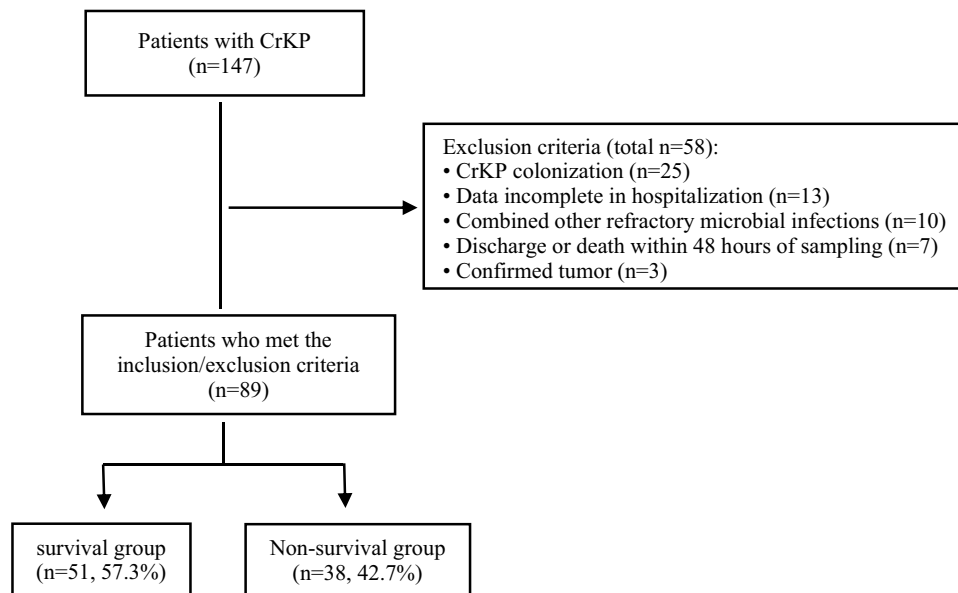 Patients with CrKP
(n=147)
Exclusion criteria (total n=58):
• CrKP colonization (n=25)
• Data incomplete in hospitalization (n=13)
• Combined other refractory microbial infections (n=10)
• Discharge or death within 48 hours of sampling (n=7)
• Confirmed tumor (n=3)
Patients who met the
inclusion/exclusion criteria
(n=89)
survival group
(n=51, 57.3%)
Non-survival group
(n=38, 42.7%)